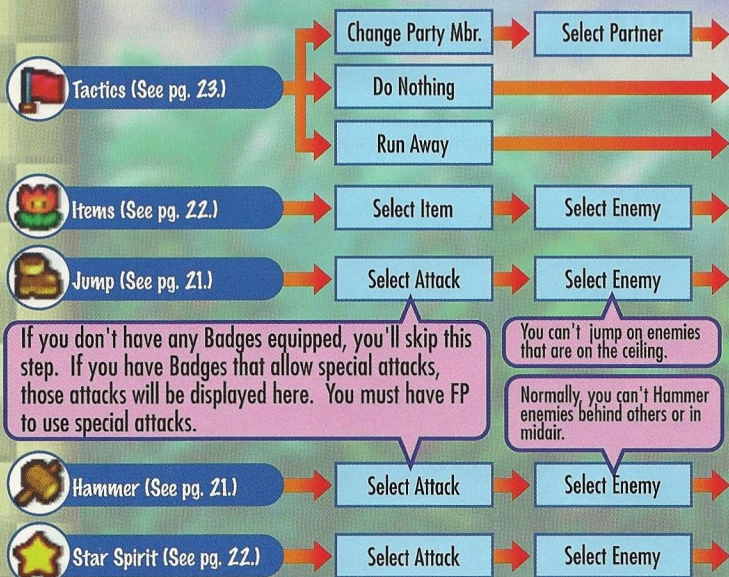 Change Party Mbr.
Select Partner
Tactics (See pg. 23.)
Do Nothing
Run Away
Items (See pg. 22.)
Select Item
Select Enemy
Jump (See pg. 21.)
Select Attack
Select Enemy
If you don't have any Badges equipped, you'll skip this
step. If you have Badges that allow special attacks,
those attacks will be displayed here. You must have FP
to use special attacks.
You can't jump on enemies
that are on the ceiling.
Normally, you can't Hammer
enemies behind others or in
midair.
Hammer (See pg. 21.)
Select Attack
Select Enemy
Star Spirit (See pg. 22.)
Select Attack
Select Enemy